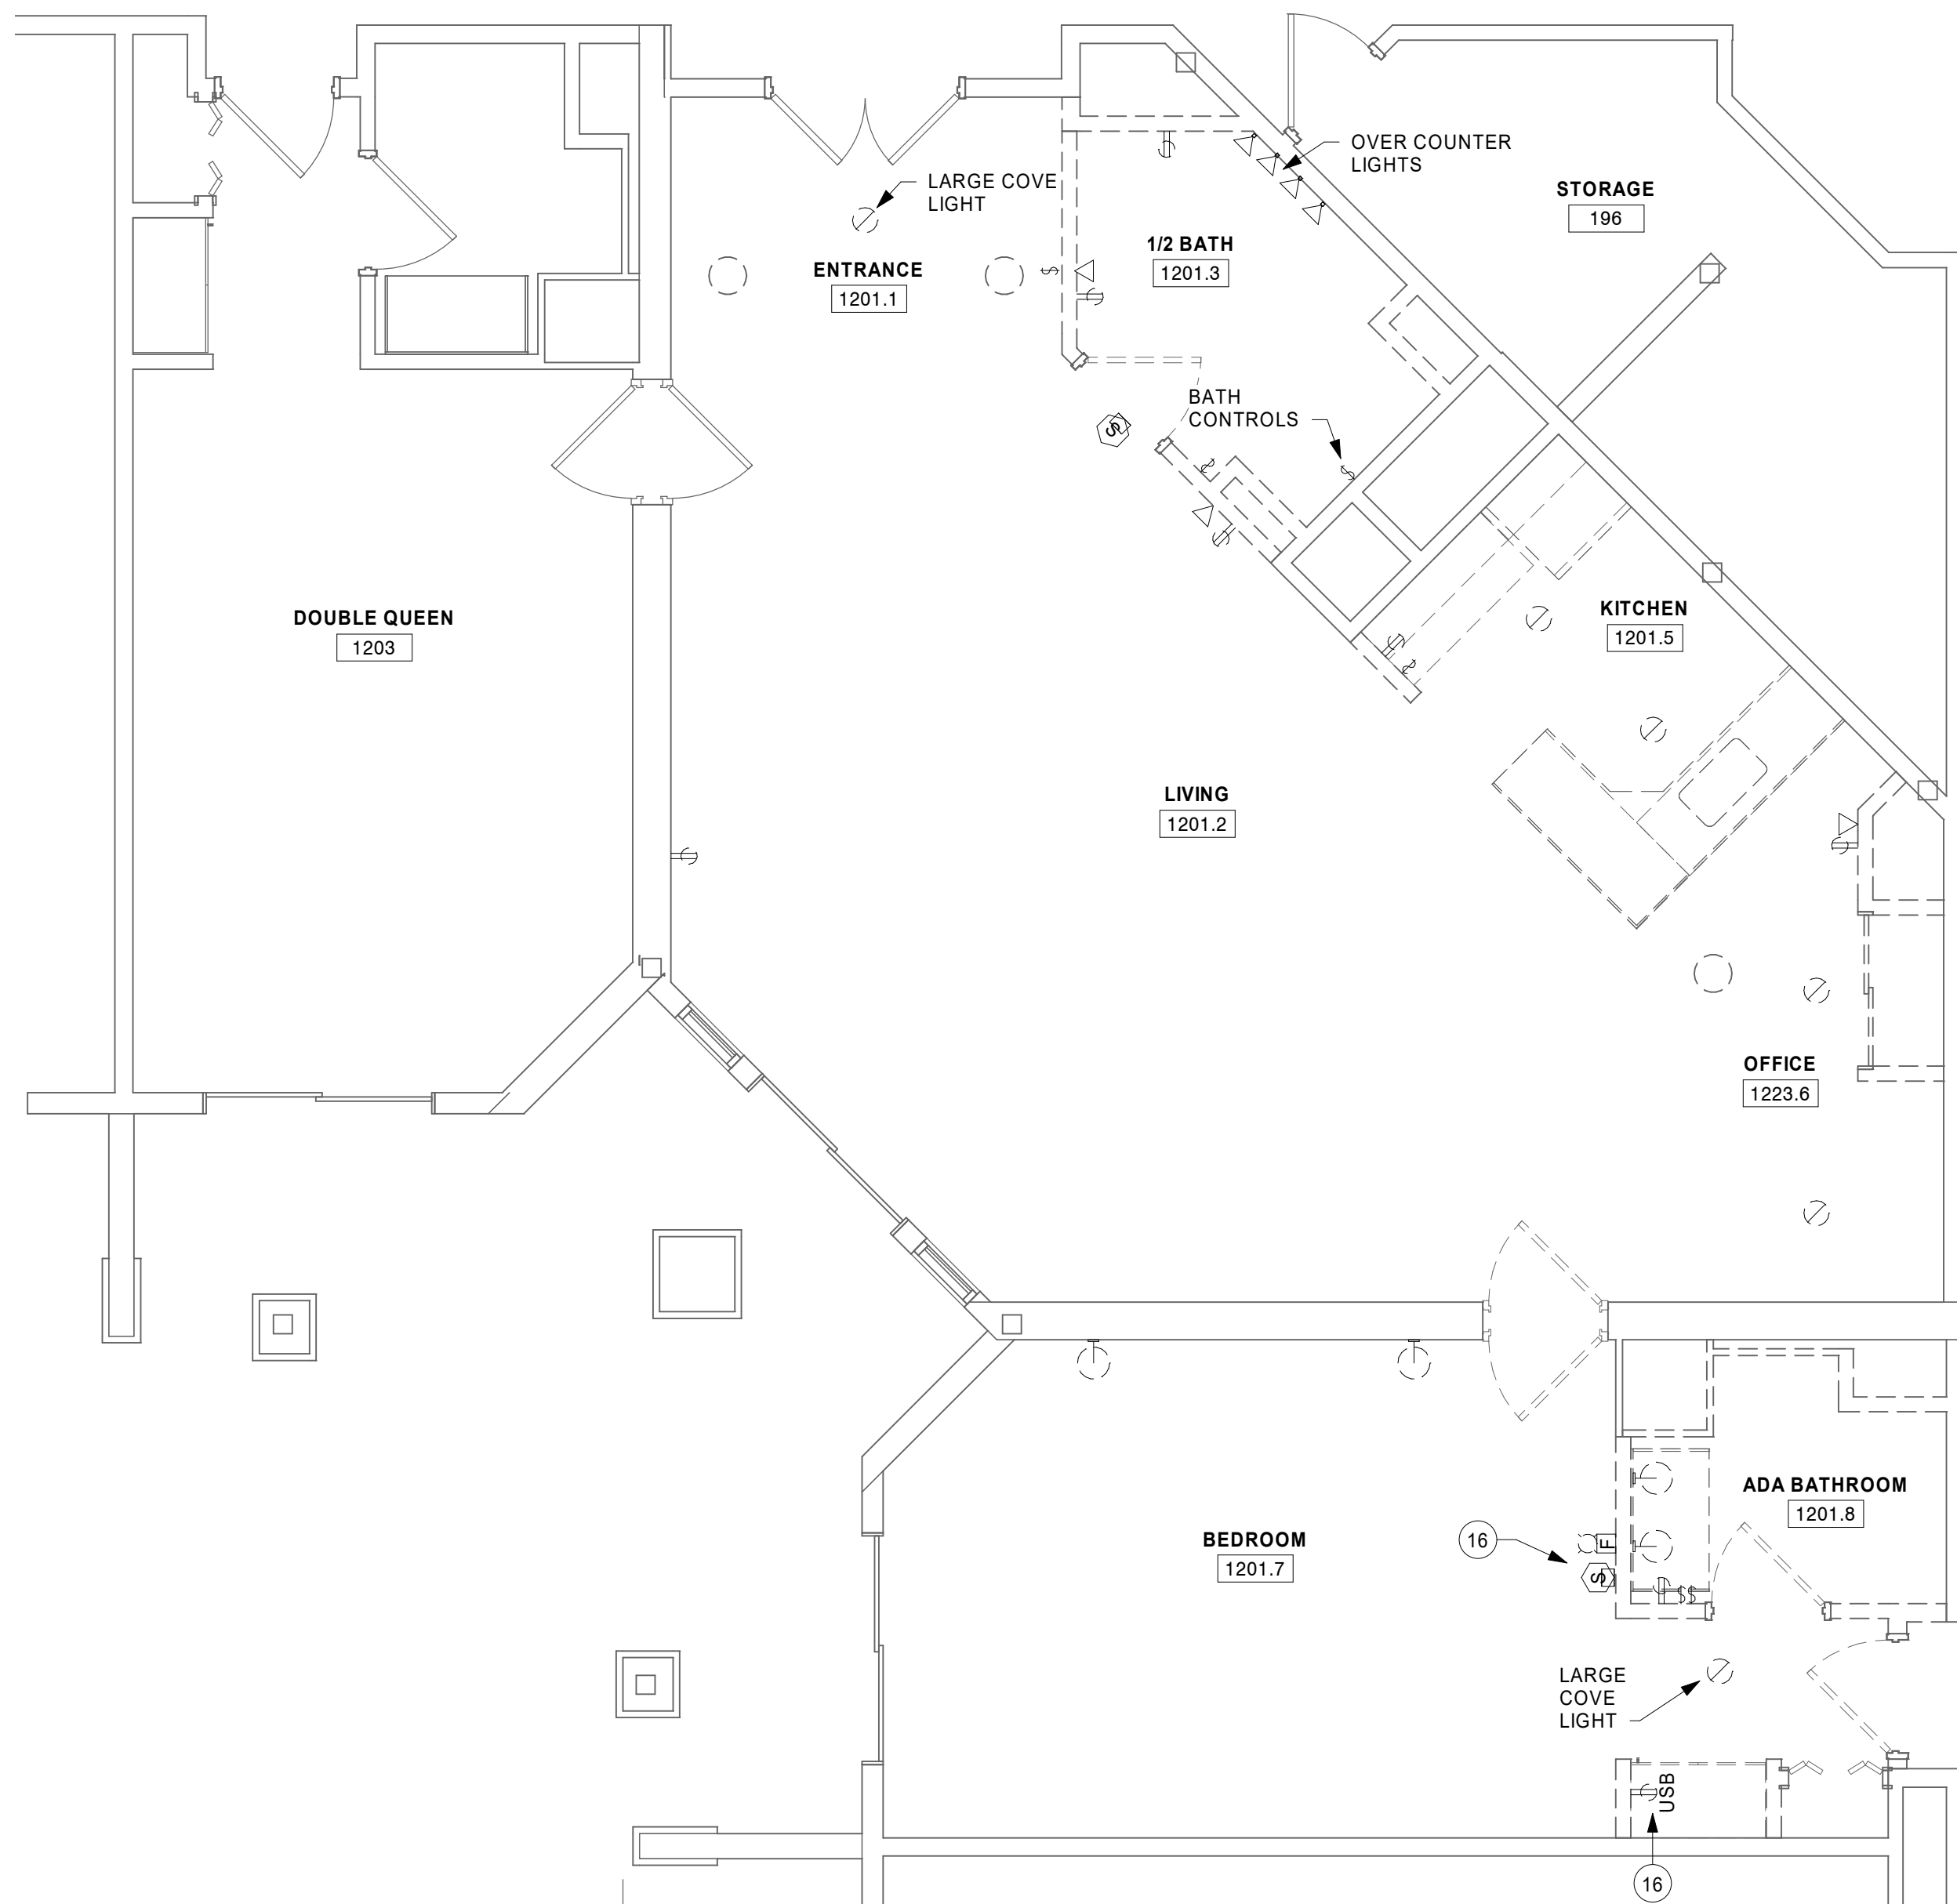 OVER COUNTER
LIGHTS
LARGE COVE
LIGHT
STORAGE
196
1/2 BATH
1201.3
ENTRANCE
1201.1
$
BATH
CONTROLS
S
$
$
DOUBLE QUEEN
1203
KITCHEN
1201.5
$
LIVING
1201.2
OFFICE
1223.6
ADA BATHROOM
1201.8
BEDROOM
1201.7
16
F
S
$$
LARGE
COVE
LIGHT
USB
16